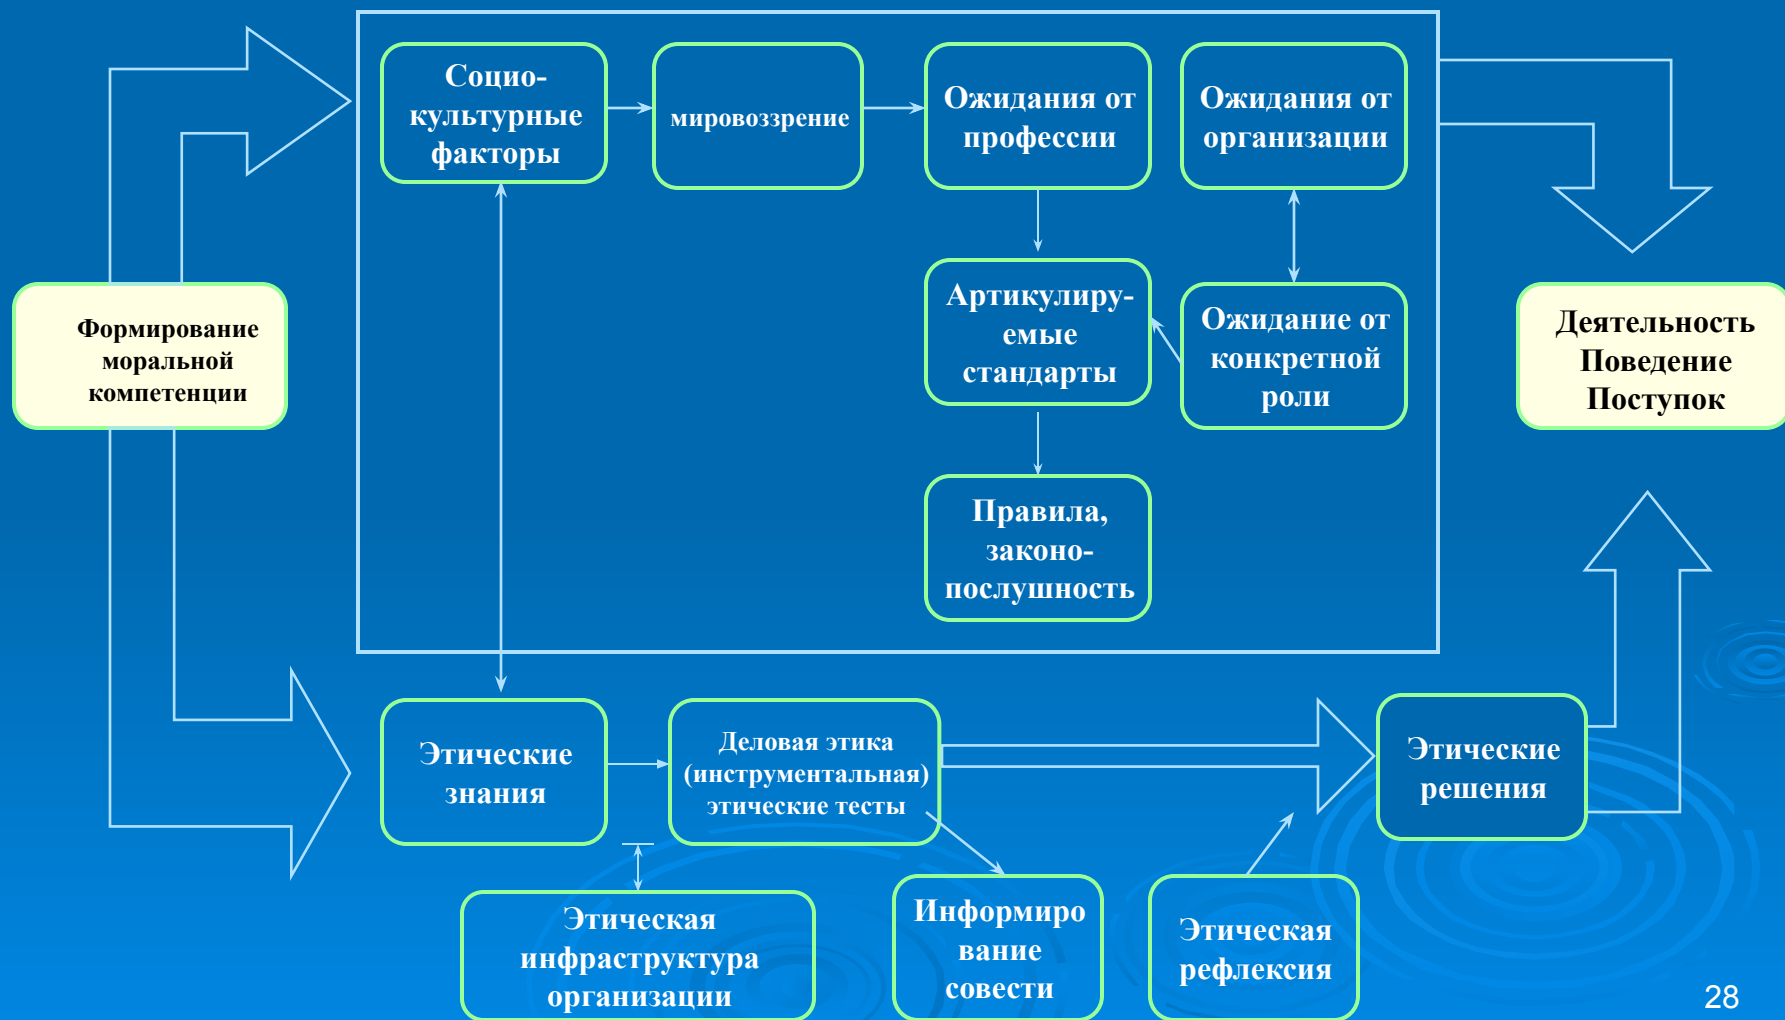 Социо-
культурные
факторы
мировоззрение
Ожидания от
профессии
Ожидания от
организации
Формирование
моральной
компетенции
Артикулиру-
емые
стандарты
Ожидание от
конкретной
роли
Деятельность
Поведение
Поступок
Правила,
законо-
послушность
Этические
знания
Деловая этика
(инструментальная)
этические тесты
Этические
решения
Этическая
инфраструктура
организации
Информиро
вание
совести
Этическая
рефлексия
28